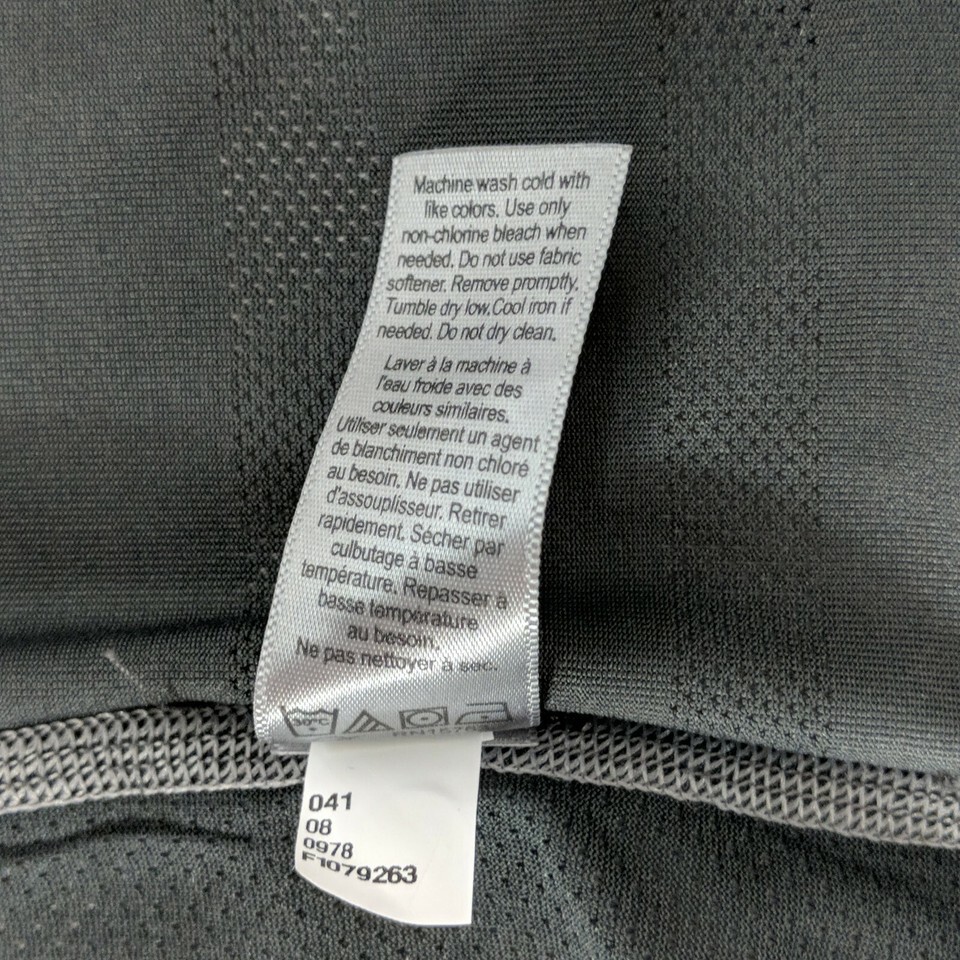 Machine wash cold with
like colors. Use only
non-chlorine bleach when
needed. Do not use fabric
softener. Remove promptly.
Tumble dry low. Cool iron if
needed. Do not dry clean.
Laver à la machine à
l'eau froide avec des
couleurs similaires.
Utiliser seulement un agent
de blanchiment non chloré
au besoin. Ne pas utiliser
d'assouplisseur. Retirer
rapidement. Sécher par
culbutage à basse
température. Repasser à
basse température
au besoin.
Ne pas nettoyer à sec.
30°C
041
08
0978
F1079263